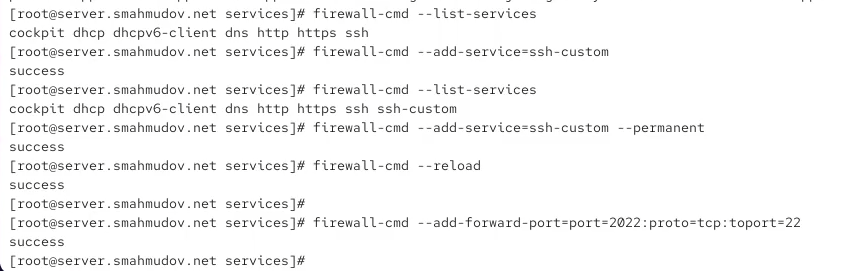 [root@server.smahmudov.net services]# firewall-cmd --list-services
cockpit dhcp dhcpv6-client dns http https ssh
[root@server.smahmudov.net services]# firewall-cmd --add-service=ssh-custom
success
[root@server.smahmudov.net services]# firewall-cmd --list-services
cockpit dhcp dhcpv6-client dns http https ssh ssh-custom
[root@server.smahmudov.net services]# firewall-cmd --add-service=ssh-custom --permanent
success
[root@server.smahmudov.net services]# firewall-cmd --reload
success
[root@server.smahmudov.net services]#
[root@server.smahmudov.net services]# firewall-cmd --add-forward-port=port=2022:proto=tcp:toport=22
success
[root@server.smahmudov.net services]#